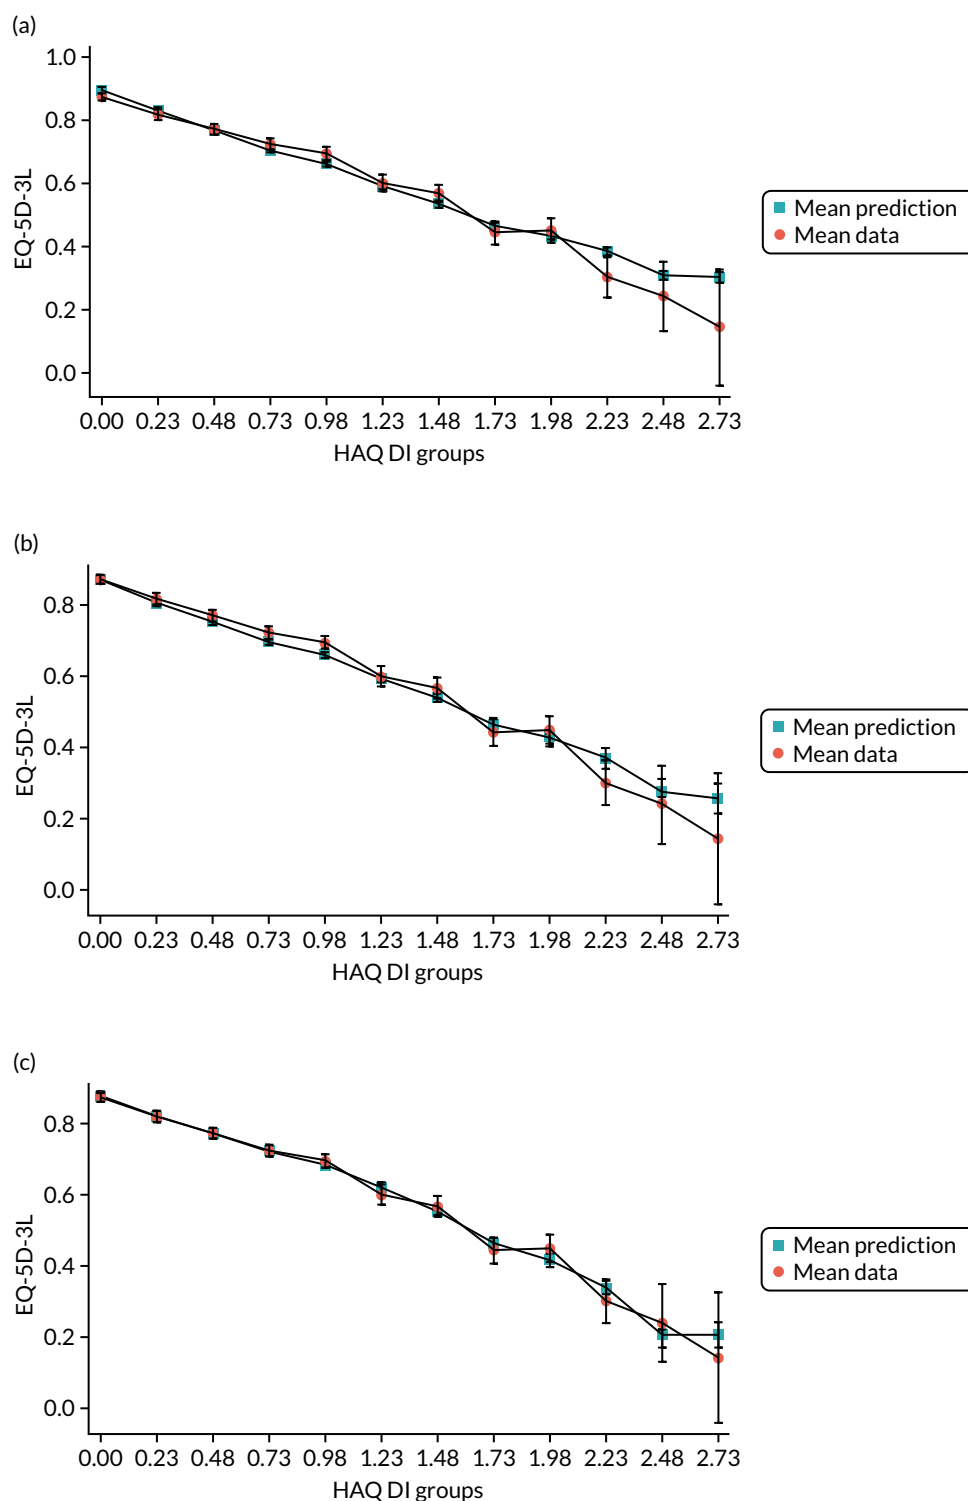 (a)
1.0
0.8
0.6
0.4
0.2
0.0
EQ-5D-3L
0.00 0.23 0.48 0.73 0.98 1.23 1.48 1.73 1.98 2.23 2.48 2.73
HAQ DI groups
Mean prediction
Mean data
(b)
0.8
0.6
0.4
0.2
0.0
EQ-5D-3L
0.00 0.23 0.48 0.73 0.98 1.23 1.48 1.73 1.98 2.23 2.48 2.73
HAQ DI groups
Mean prediction
Mean data
(c)
0.8
0.6
0.4
0.2
0.0
EQ-5D-3L
0.00 0.23 0.48 0.73 0.98 1.23 1.48 1.73 1.98 2.23 2.48 2.73
HAQ DI groups
Mean prediction
Mean data